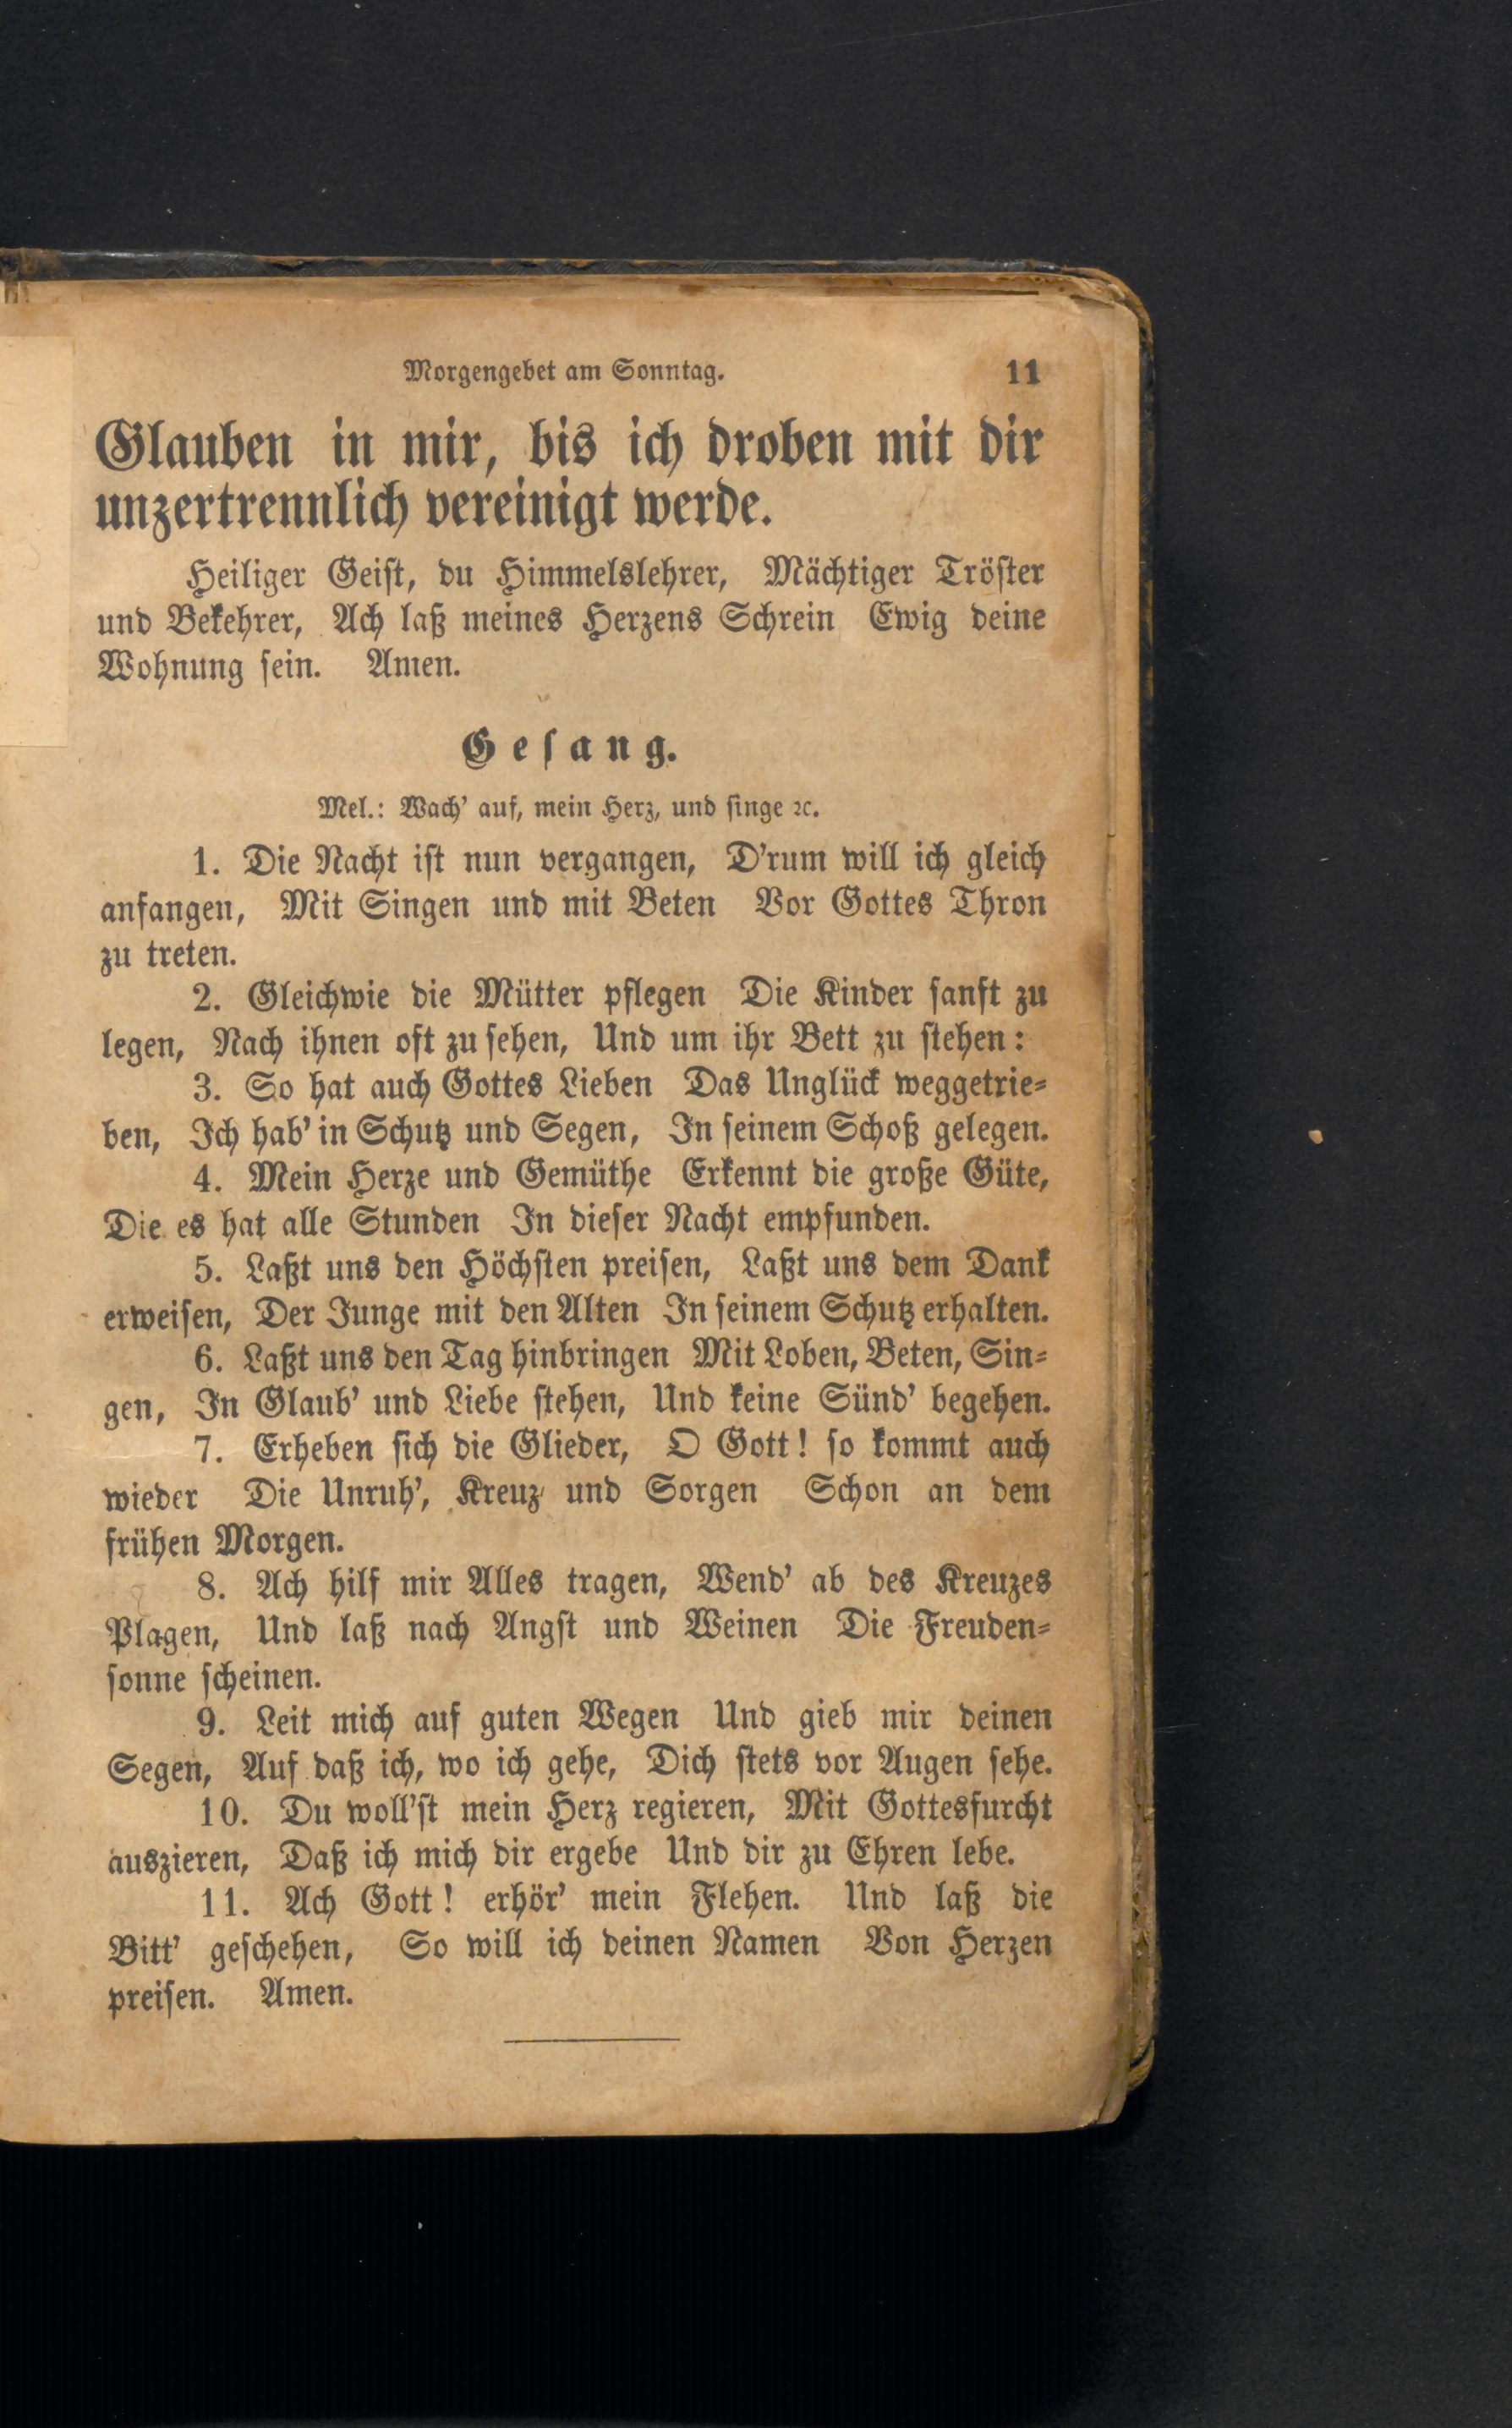 Morgengebet am Sonntag. 11
Glauben in mir, bis ich droben mit dir
unzertrennlich vereinigt werde.
Heiliger Geist, du Himmelslehrer, Mächtiger Tröster
und Bekehrer, Ach laß meines Herzens Schrein Ewig deine
Wohnung sein. Amen.
Gesang.
Mel.: Wach' auf, mein Herz, und singe ꝛc.
1. Die Nacht ist nun vergangen, D'rum will ich gleich
anfangen, Mit Singen und mit Beten Vor Gottes Thron
zu treten.
2. Gleichwie die Mütter pflegen Die Kinder sanft zu
legen, Nach ihnen oft zu sehen, Und um ihr Bett zu stehen:
3. So hat auch Gottes Lieben Das Unglück weggetrie-
ben, Ich hab' in Schutz und Segen, In seinem Schoß gelegen.
4. Mein Herze und Gemüthe Erkennt die große Güte,
Die es hat alle Stunden In dieser Nacht empfunden.
5. Laßt uns den Höchsten preisen, Laßt uns dem Dank
erweisen, Der Junge mit den Alten In seinem Schutz erhalten.
6. Laßt uns den Tag hinbringen Mit Loben, Beten, Sin-
gen, In Glaub' und Liebe stehen, Und keine Sünd' begehen.
7. Erheben sich die Glieder, O Gott! so kommt auch
wieder Die Unruh', Kreuz und Sorgen Schon an dem
frühen Morgen.
8. Ach hilf mir Alles tragen, Wend' ab des Kreuzes
Plagen, Und laß nach Angst und Weinen Die Freuden-
sonne scheinen.
9. Leit mich auf guten Wegen Und gieb mir deinen
Segen, Auf daß ich, wo ich gehe, Dich stets vor Augen sehe.
10. Du woll'st mein Herz regieren, Mit Gottesfurcht
auszieren, Daß ich mich dir ergebe Und dir zu Ehren lebe.
11. Ach Gott! erhör' mein Flehen. Und laß die
Bitt' geschehen, So will ich deinen Namen Von Herzen
preisen. Amen.